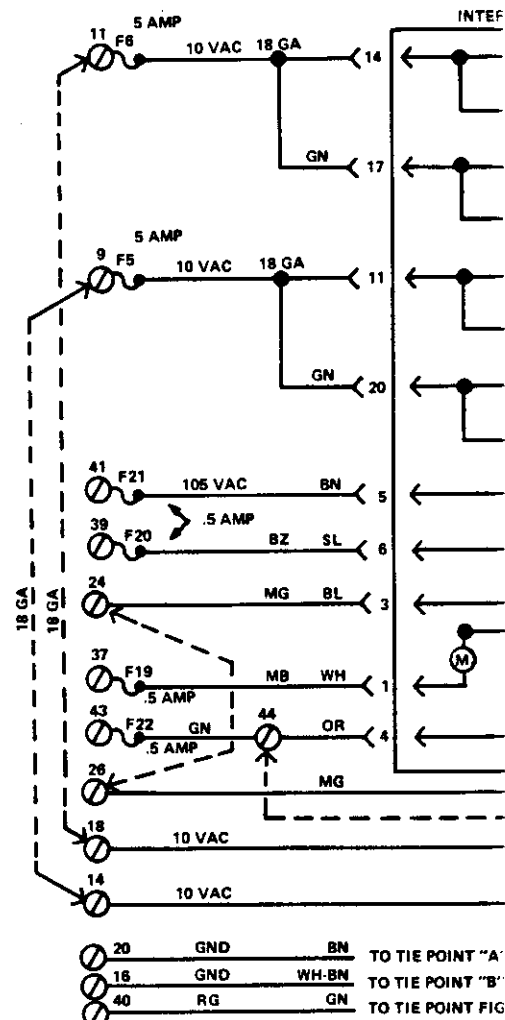 INTER
5 AMP
11 F6 10 VAC 18 GA 14
GN 17
5 AMP
9 F5 10 VAC 18 GA 11
GN 20
41 F21 105 VAC BN 5
.5 AMP
39 F20 BZ SL 6
24 MG BL 3
18 GA 18 GA
M
37 F19 MB WH 1
.5 AMP
43 F22 GN 44 OR 4
.5 AMP
26 MG
18 10 VAC
14 10 VAC
20 GND BN TO TIE POINT "A"
16 GND WH-BN TO TIE POINT "B"
40 RG GN TO TIE POINT FIG